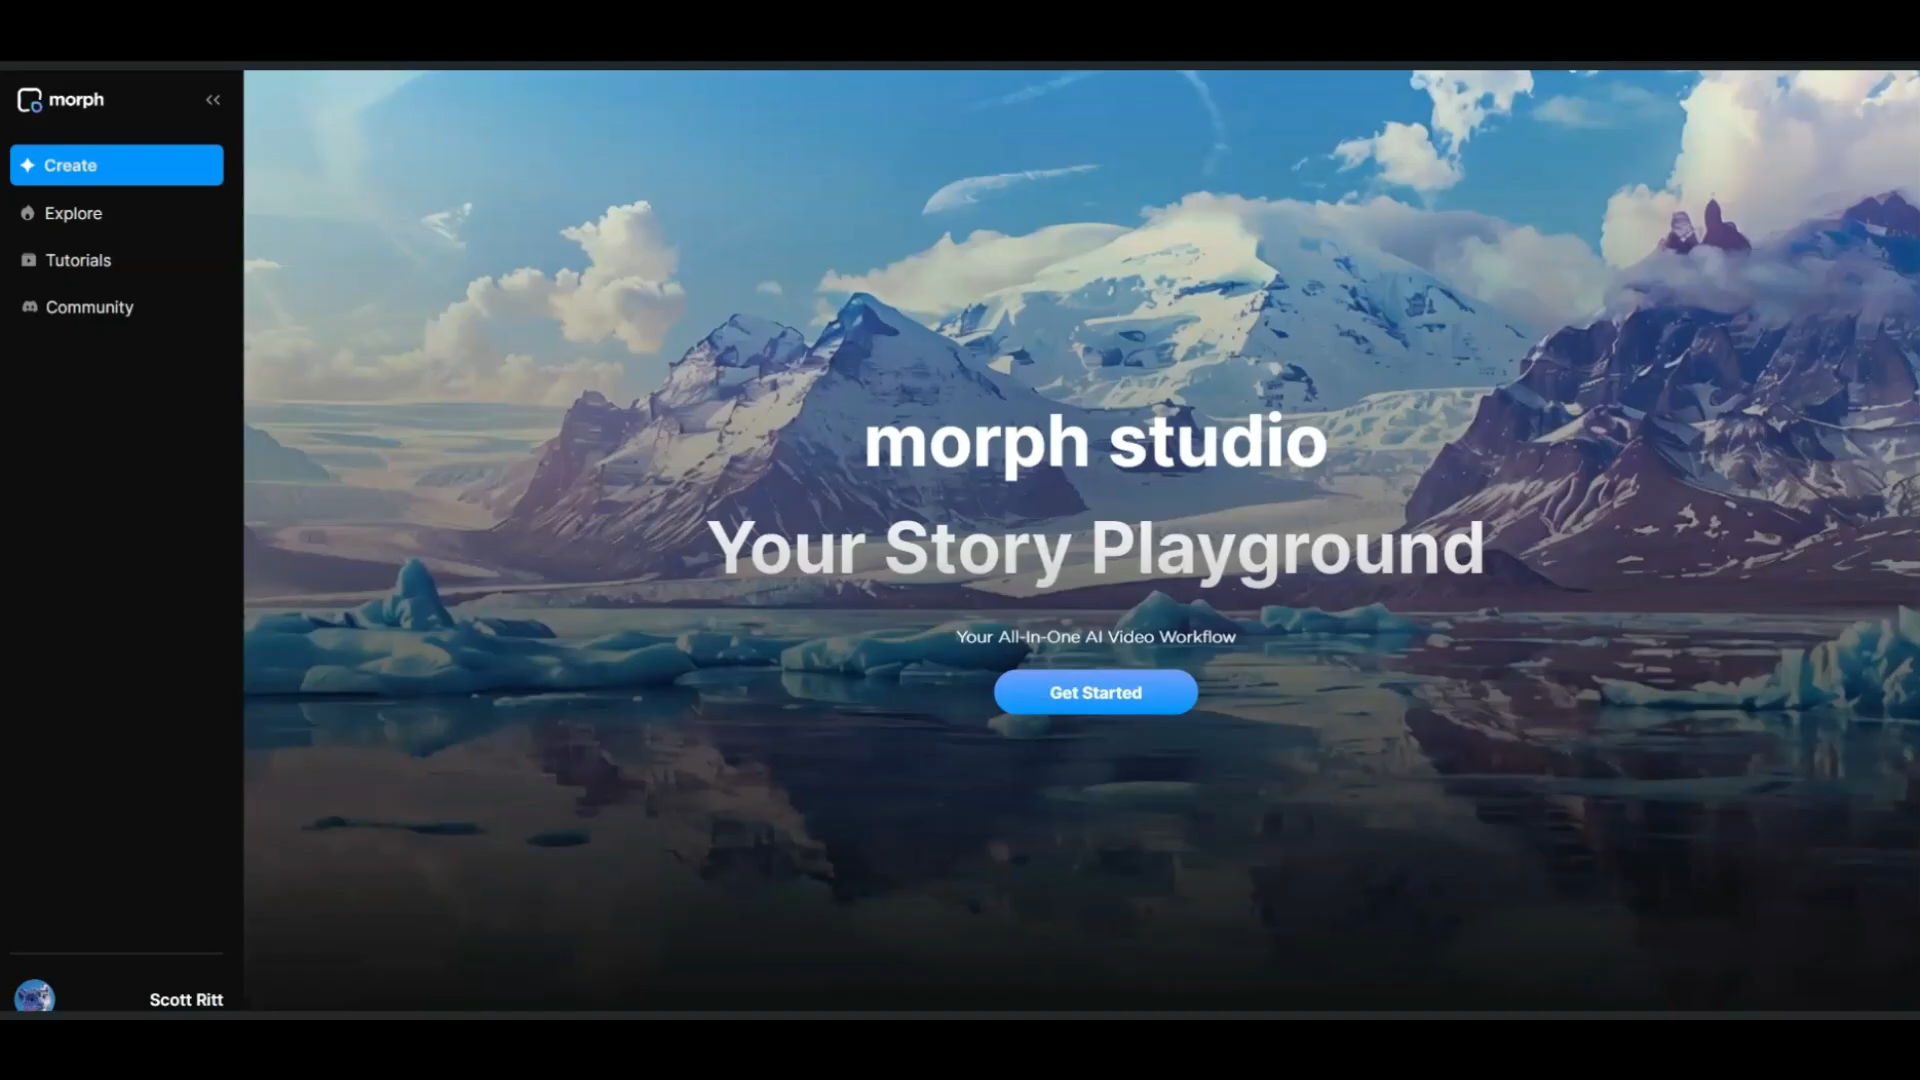 morph
Create
Explore
Tutorials
Community
morph studio
Your Story Playground
Your All-In-One AI Video Workflow
Get Started
Scott Ritt